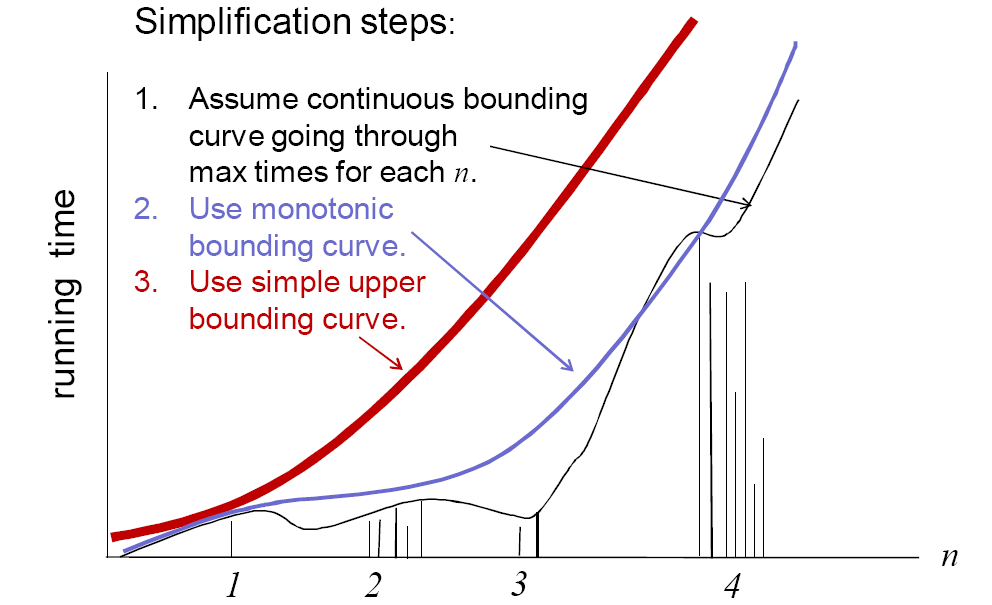 Simplification steps:
1. Assume continuous bounding
curve going through
max times for each n.
2. Use monotonic
bounding curve.
3. Use simple upper
bounding curve.
running time
n
1 2 3 4